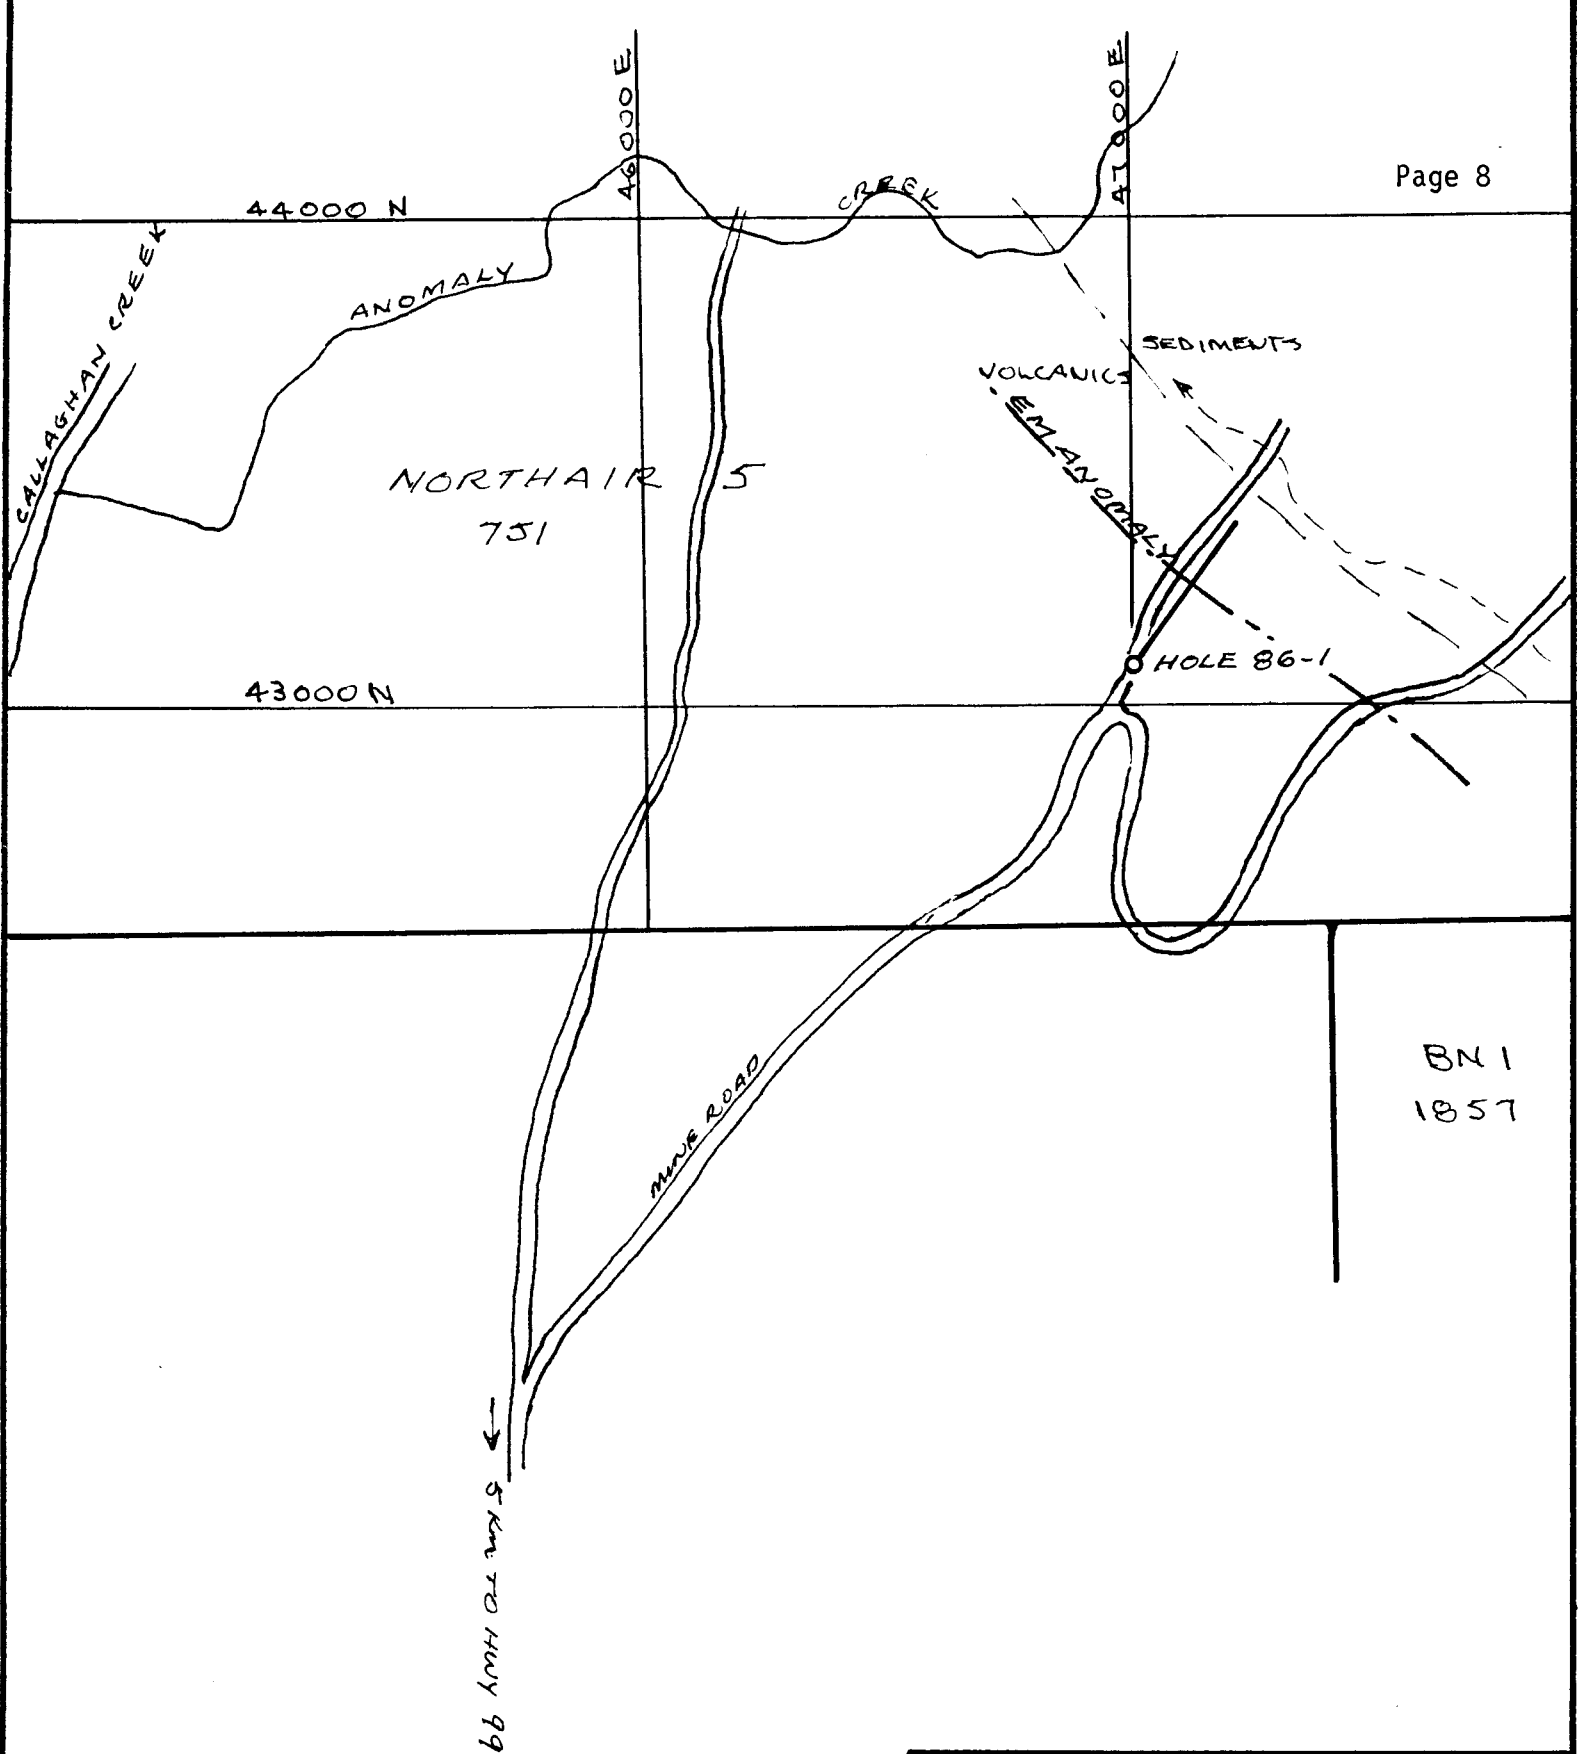 46000 E
47000 E
Page 8
CREEK
44000 N
CALLAGHAN CREEK
ANOMALY
SEDIMENTS
VOLCANICS
EM ANOMALY
NORTHAIR 5
751
HOLE 86-1
43000 N
BN 1
1857
MINE ROAD
5 Km TO HWY 99